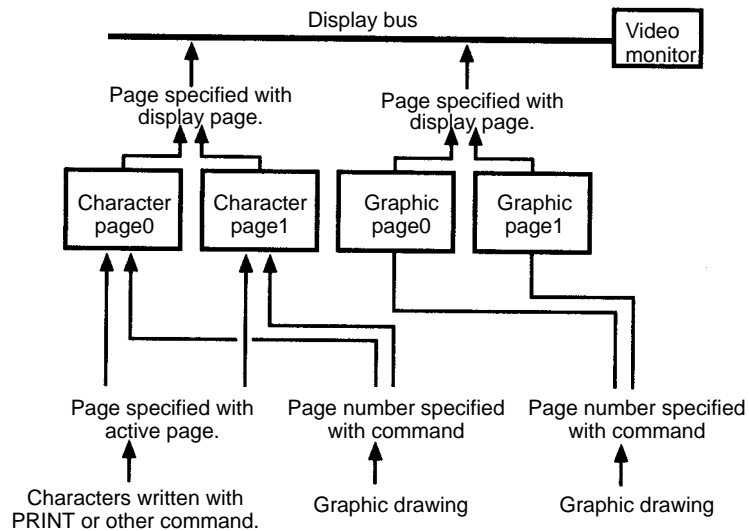 Display bus
Video
monitor
Page specified with
display page.
Page specified with
display page.
Character
page0
Character
page1
Graphic
page0
Graphic
page1
Page specified with
active page.
Page number specified
with command
Page number specified
with command
Characters written with
PRINT or other command.
Graphic drawing
Graphic drawing